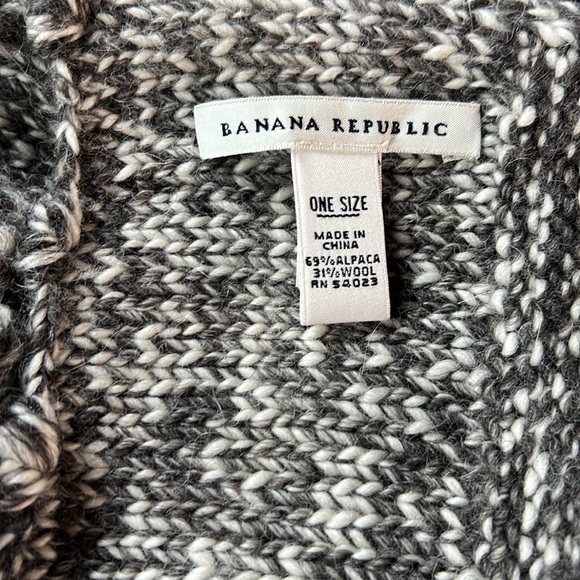 BANANA REPUBLIC
ONE SIZE
MADE IN
CHINA
69%ALPACA
31%WOOL
RN 54023